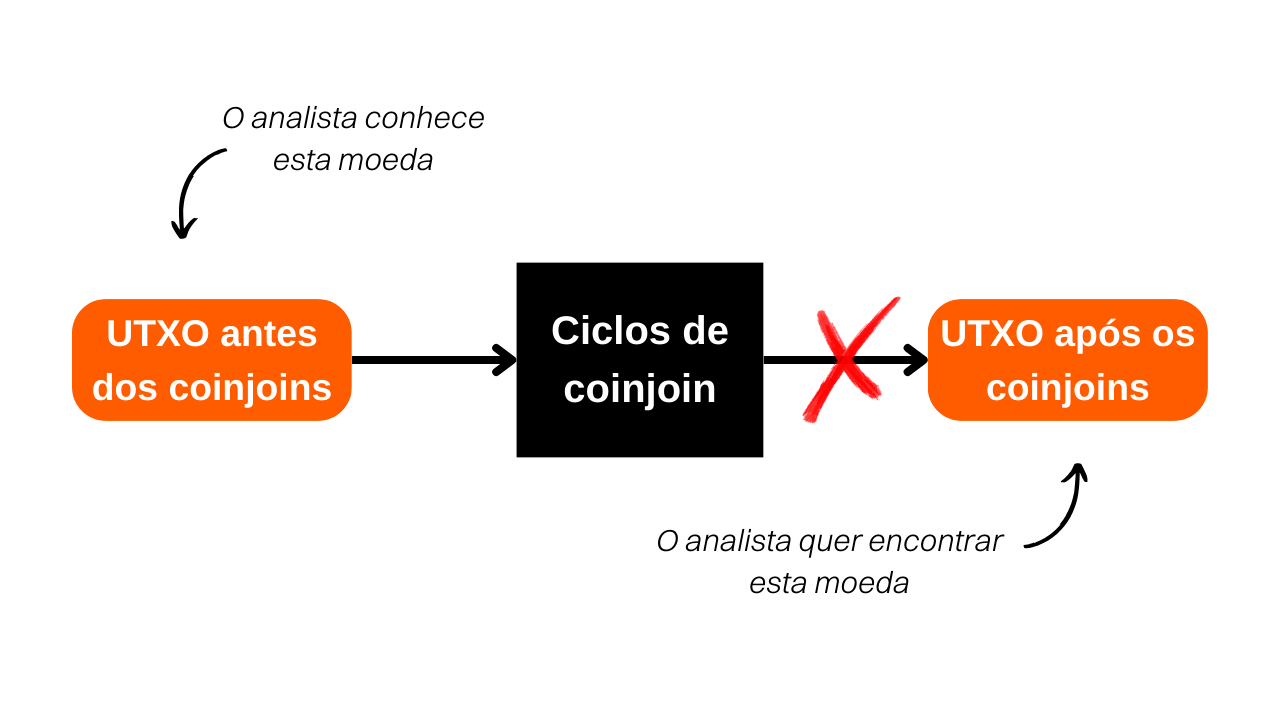 O analista conhece
esta moeda
UTXO antes
dos coinjoins
Ciclos de
coinjoin
UTXO após os
coinjoins
O analista quer encontrar
esta moeda